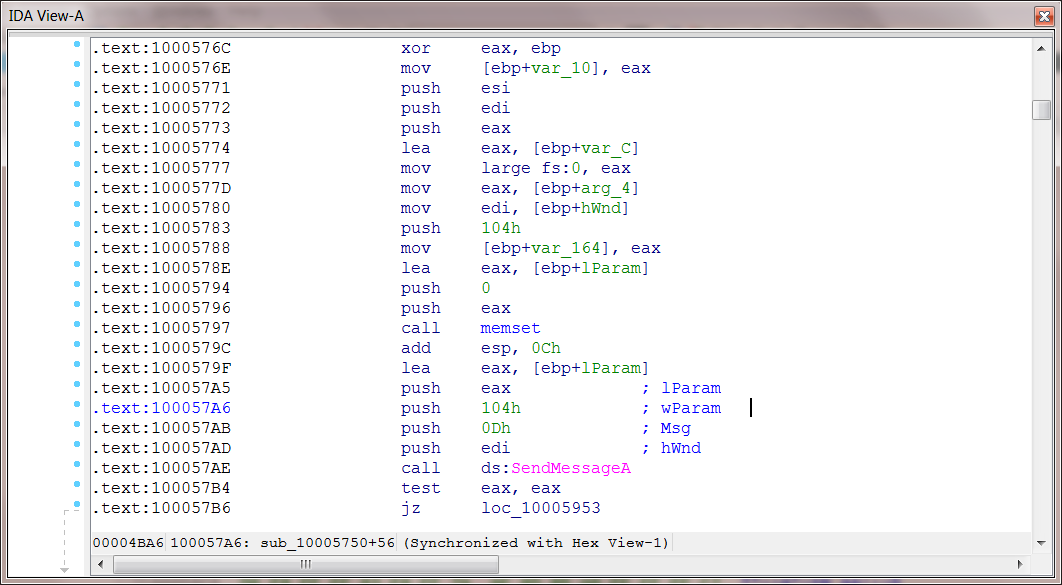 IDA View-A
.text:1000576C xor eax, ebp
.text:1000576E mov [ebp+var_10], eax
.text:10005771 push esi
.text:10005772 push edi
.text:10005773 push eax
.text:10005774 lea eax, [ebp+var_C]
.text:10005777 mov large fs:0, eax
.text:1000577D mov eax, [ebp+arg_4]
.text:10005780 mov edi, [ebp+hWnd]
.text:10005783 push 104h
.text:10005788 mov [ebp+var_164], eax
.text:1000578E lea eax, [ebp+lParam]
.text:10005794 push 0
.text:10005796 push eax
.text:10005797 call memset
.text:1000579C add esp, 0Ch
.text:1000579F lea eax, [ebp+lParam]
.text:100057A5 push eax ; lParam
.text:100057A6 push 104h ; wParam
.text:100057AB push 0Dh ; Msg
.text:100057AD push edi ; hWnd
.text:100057AE call ds:SendMessageA
.text:100057B4 test eax, eax
.text:100057B6 jz loc_10005953
00004BA6 100057A6: sub_10005750+56 (Synchronized with Hex View-1)